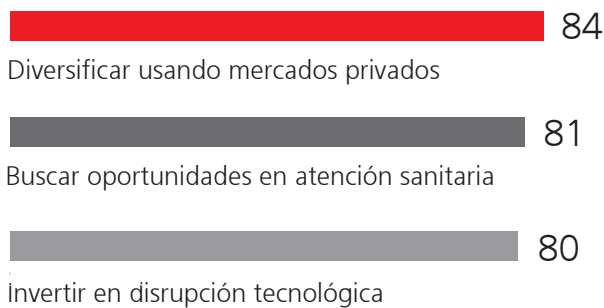 84
Diversificar usando mercados privados
81
Buscar oportunidades en atención sanitaria
80
Invertir en disrupción tecnológica